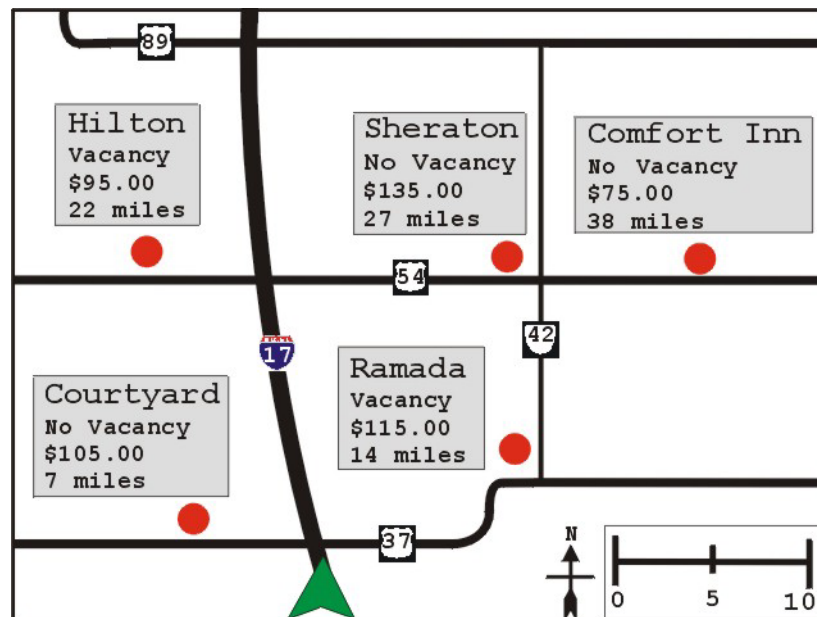 89
Hilton
Vacancy
$95.00
22 miles
Sheraton
No Vacancy
$135.00
27 miles
Comfort Inn
No Vacancy
$75.00
38 miles
54
17
42
Courtyard
No Vacancy
$105.00
7 miles
Ramada
Vacancy
$115.00
14 miles
37
N
0 5 10